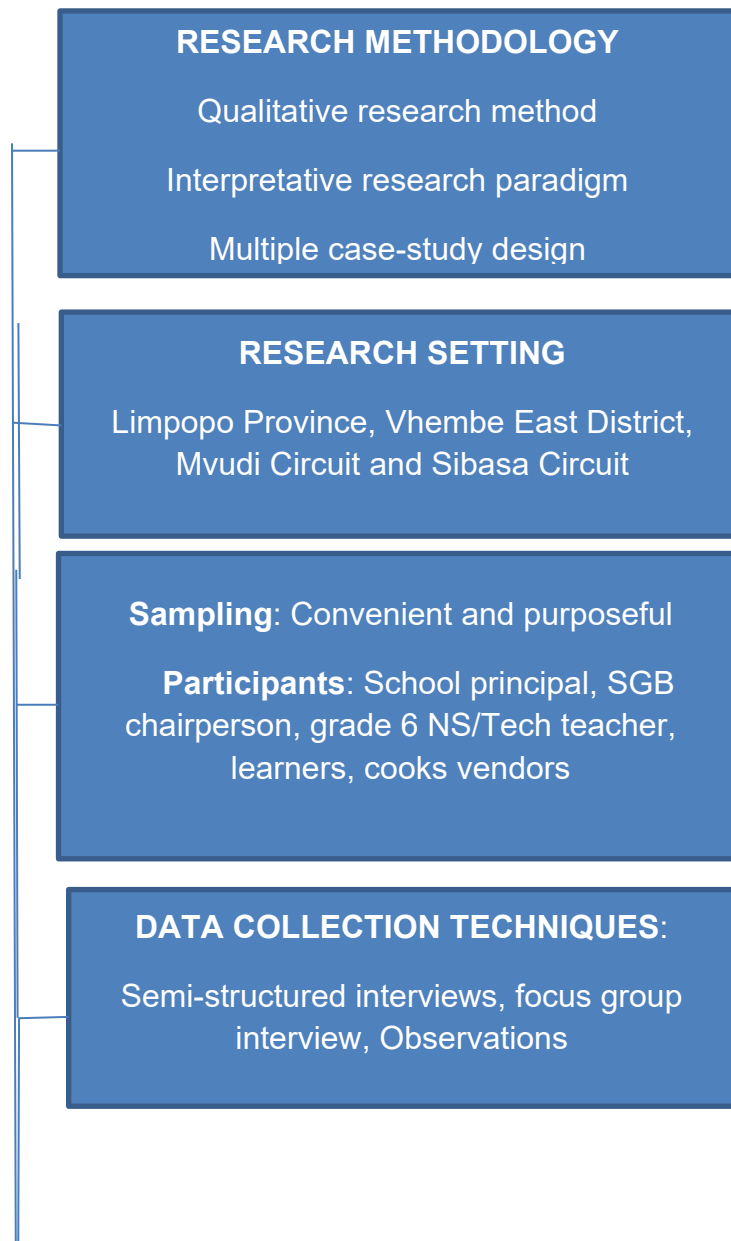 RESEARCH METHODOLOGY
Qualitative research method
Interpretative research paradigm
Multiple case-study design
RESEARCH SETTING
Limpopo Province, Vhembe East District,
Mvudi Circuit and Sibasa Circuit
Sampling: Convenient and purposeful
Participants: School principal, SGB
chairperson, grade 6 NS/Tech teacher,
learners, cooks vendors
DATA COLLECTION TECHNIQUES:
Semi-structured interviews, focus group
interview, Observations